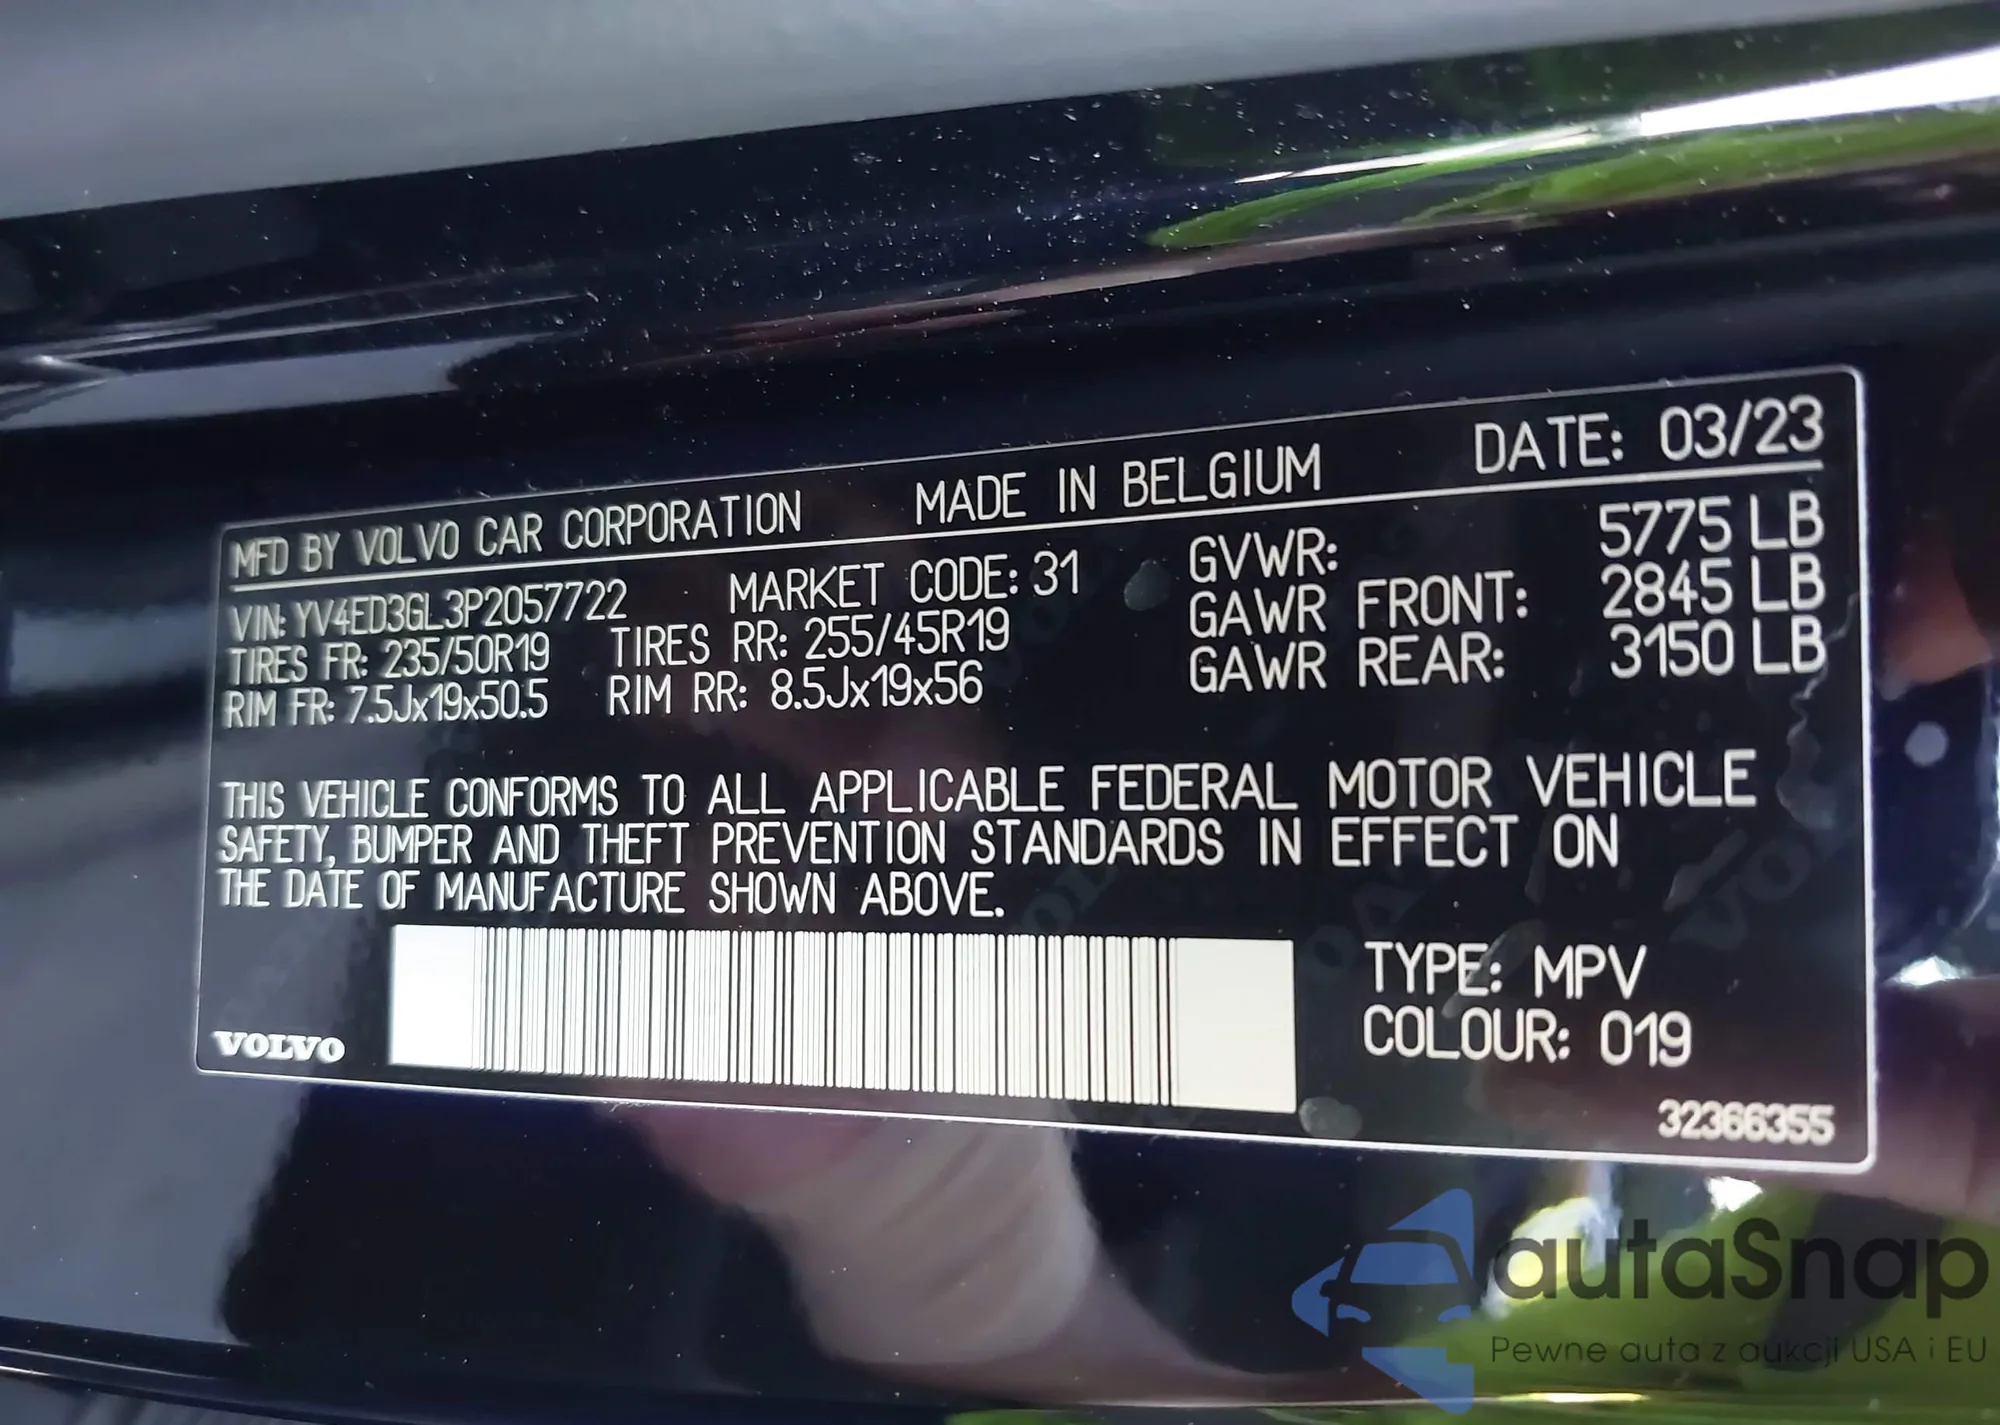 MFD BY VOLVO CAR CORPORATION MADE IN BELGIUM DATE: 03/23
VIN: YV4ED3GL3P2057722 MARKET CODE: 31 GVWR: 5775 LB
TIRES FR: 235/50R19 TIRES RR: 255/45R19 GAWR FRONT: 2845 LB
RIM FR: 7.5Jx19x50.5 RIM RR: 8.5Jx19x56 GAWR REAR: 3150 LB
THIS VEHICLE CONFORMS TO ALL APPLICABLE FEDERAL MOTOR VEHICLE
SAFETY, BUMPER AND THEFT PREVENTION STANDARDS IN EFFECT ON
THE DATE OF MANUFACTURE SHOWN ABOVE.
TYPE: MPV
COLOUR: 019
VOLVO
32366355
autaSnap
Pewne auta z aukcji USA i EU